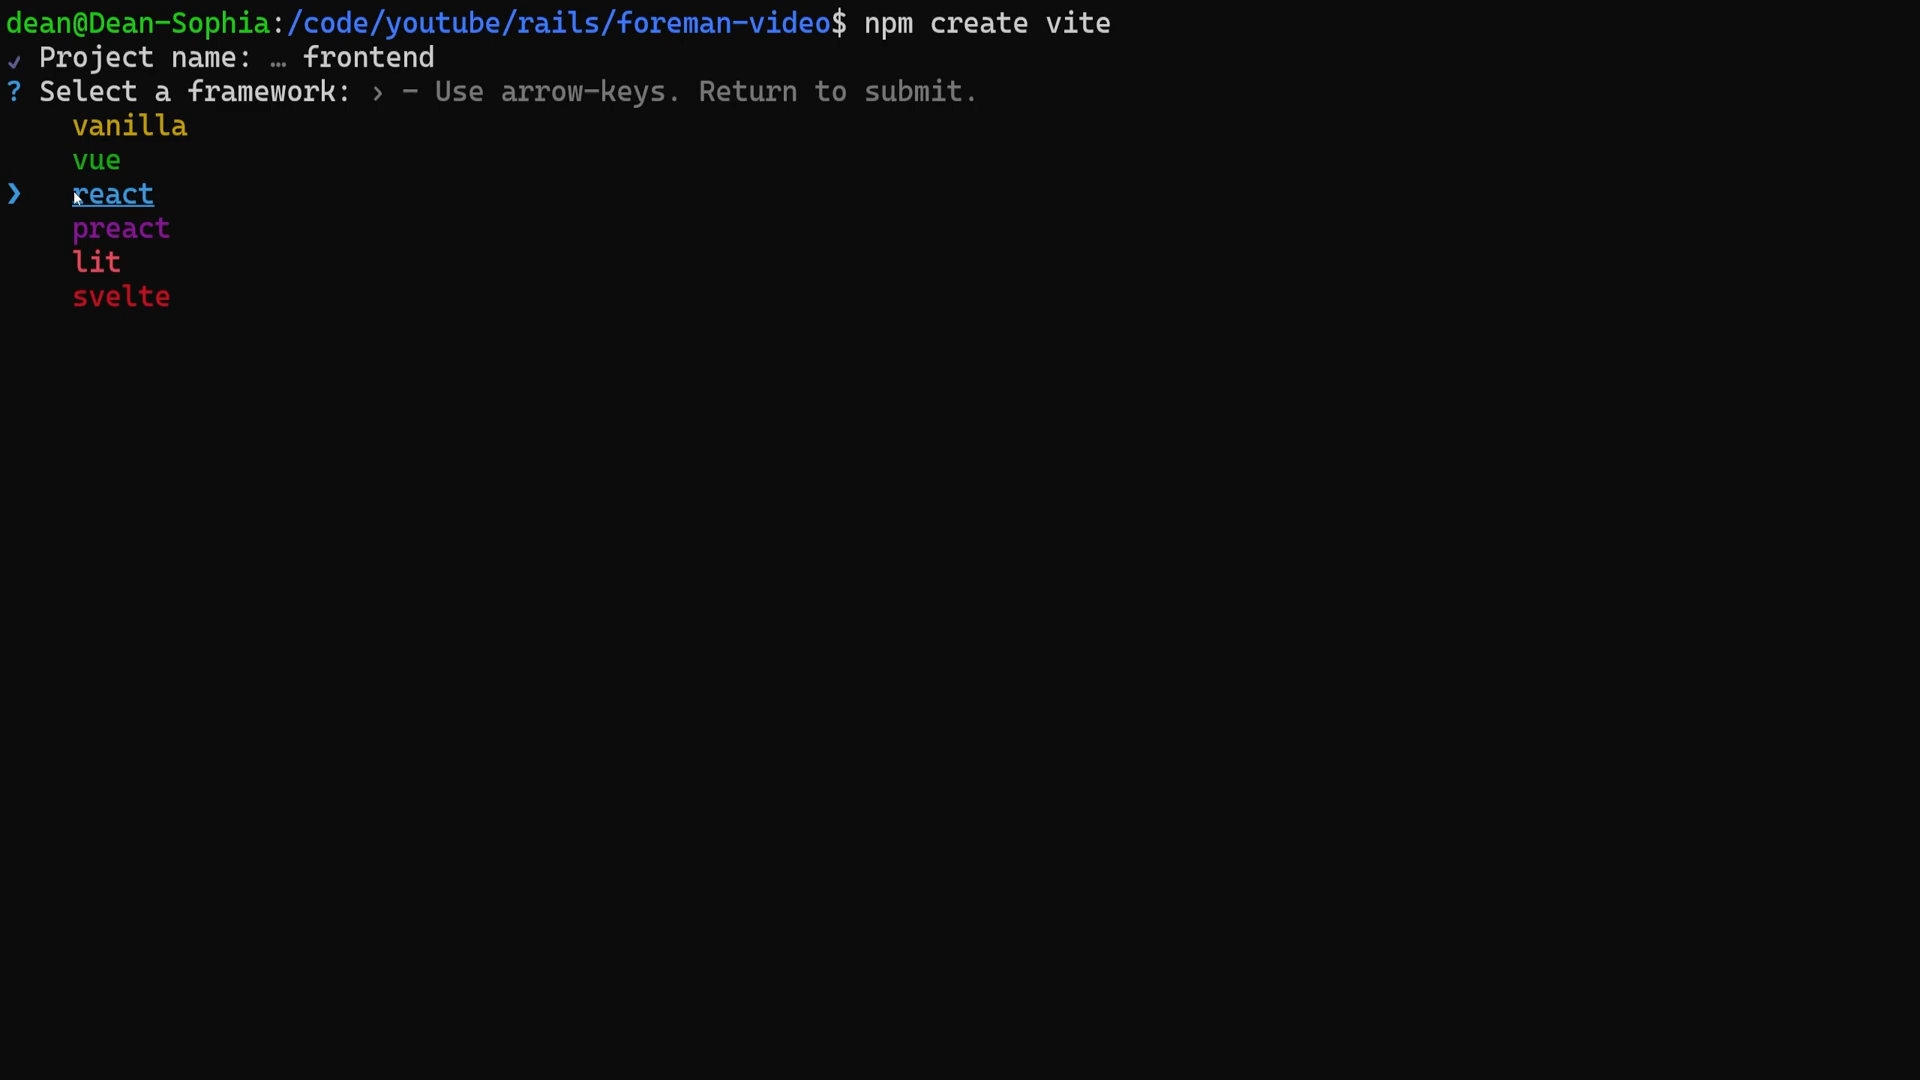 dean@Dean-Sophia:/code/youtube/rails/foreman-video$ npm create vite
✔ Project name: … frontend
? Select a framework: › - Use arrow-keys. Return to submit.
vanilla
vue
❯ react
preact
lit
svelte